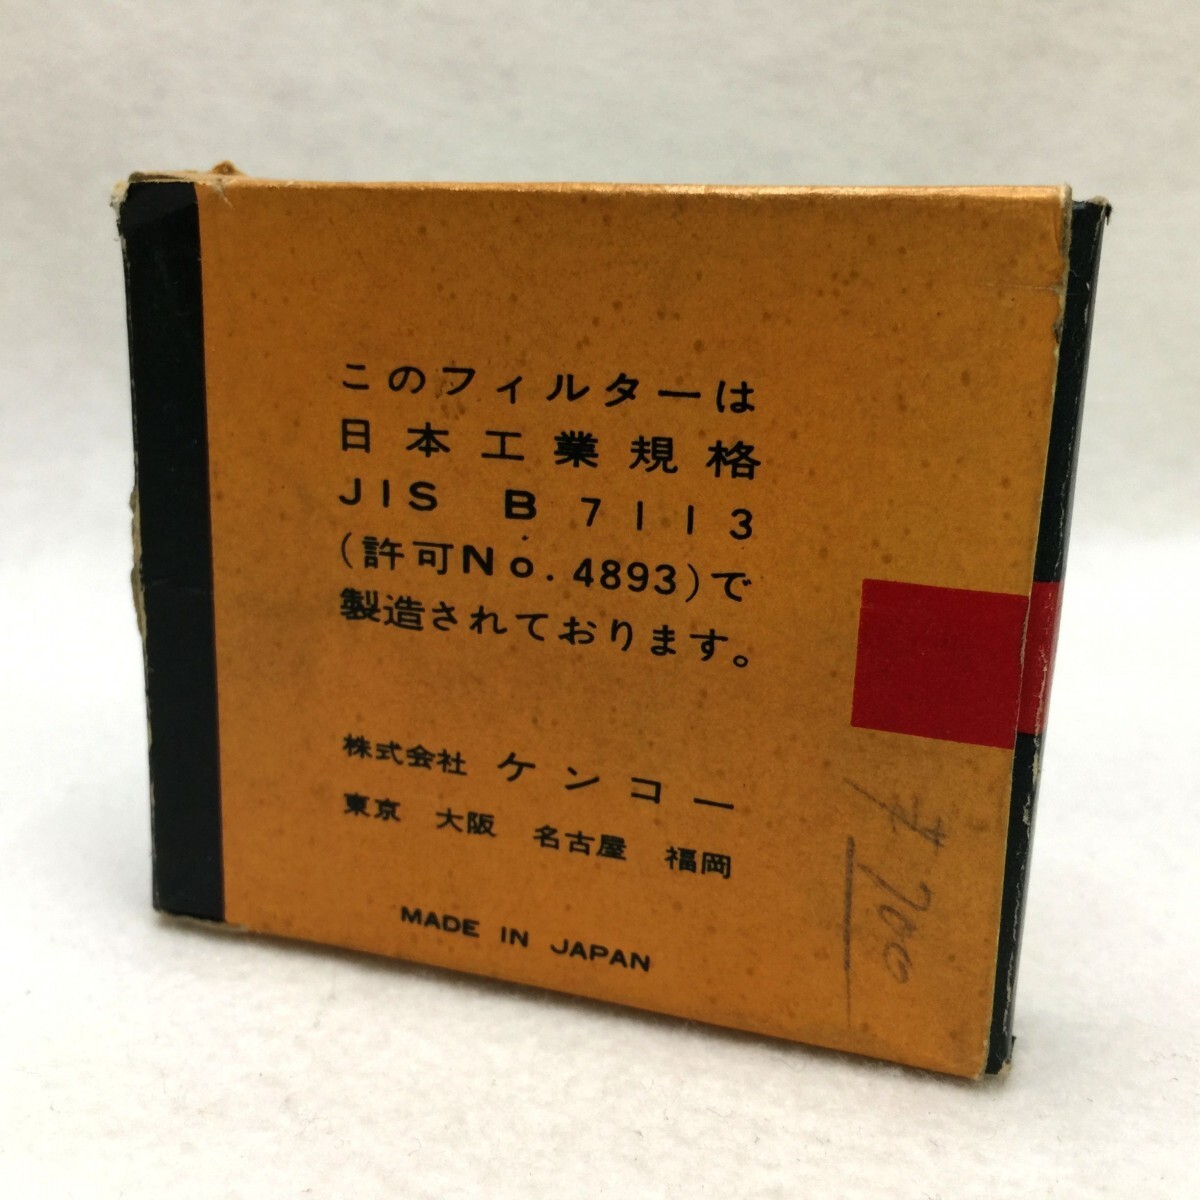 このフィルターは
日本工業規格
JIS B 7113
(許可No.4893)で
製造されております。
株式会社 ケンコー
東京 大阪 名古屋 福岡
MADE IN JAPAN
¥700